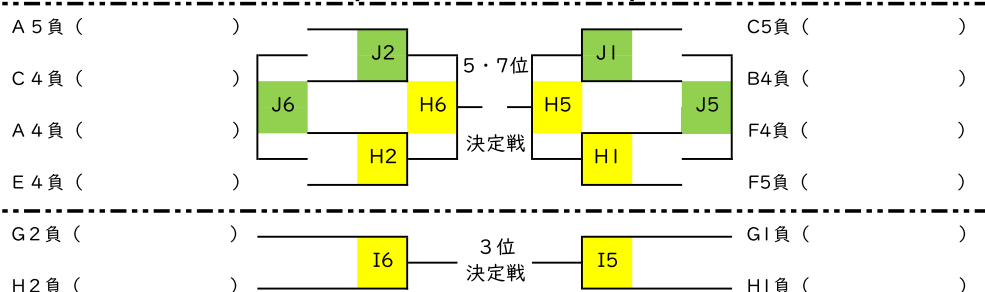 A5負( ) J2 J1 C5負( )
5・7位
C4負( ) B4負( )
J6 H6 H5 J5
A4負( ) 決定戦 F4負( )
H2 H1
E4負( ) F5負( )
G2負( ) 3位 G1負( )
I6 I5
決定戦
H2負( ) H1負( )